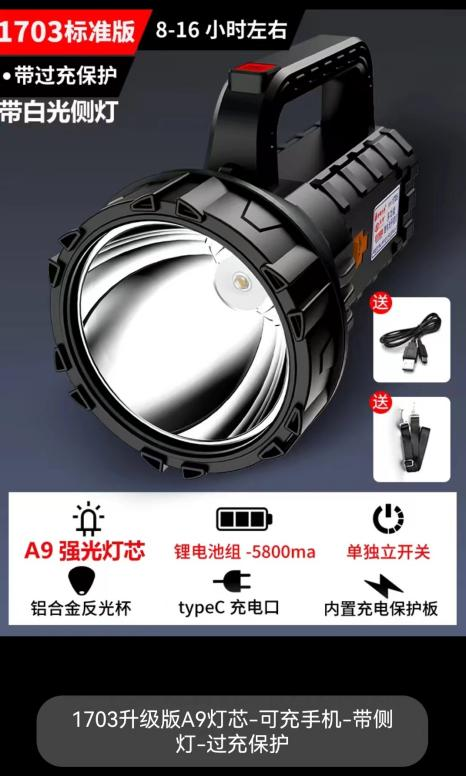 1703标准版
8-16 小时左右
•带过充保护
带白光侧灯
送
送
A9 强光灯芯
锂电池组 -5800ma
单独立开关
铝合金反光杯
typeC 充电口
内置充电保护板
1703升级版A9灯芯-可充手机-带侧
灯-过充保护